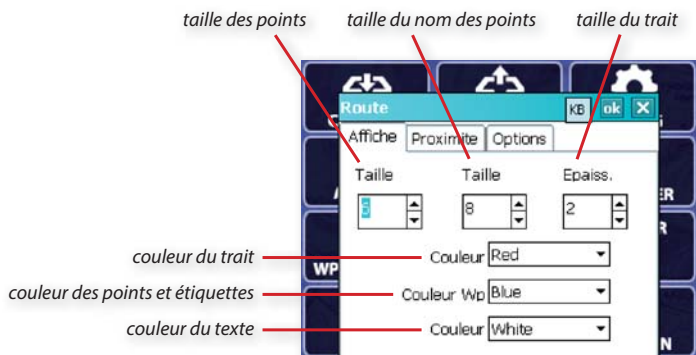 taille des points taille du nom des points taille du trait
Route KB ok X
Affiche Proximite Options
Taille Taille Epaiss.
8 2
couleur du trait Couleur Red
couleur des points et étiquettes Couleur Wp Blue
couleur du texte Couleur White
ER
R
WP
N